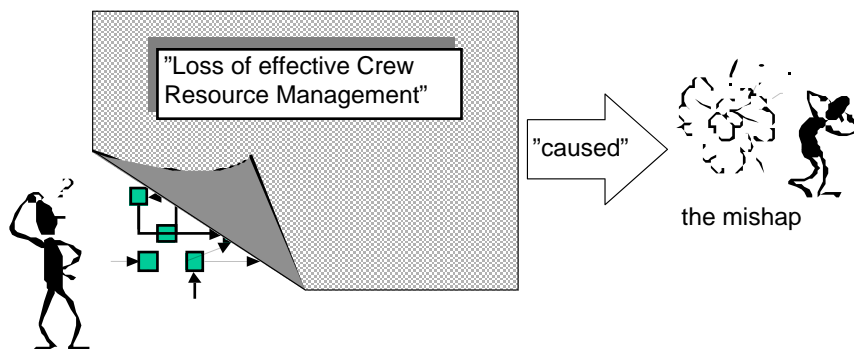 ”Loss of effective Crew
Resource Management”
”caused”
?
the mishap